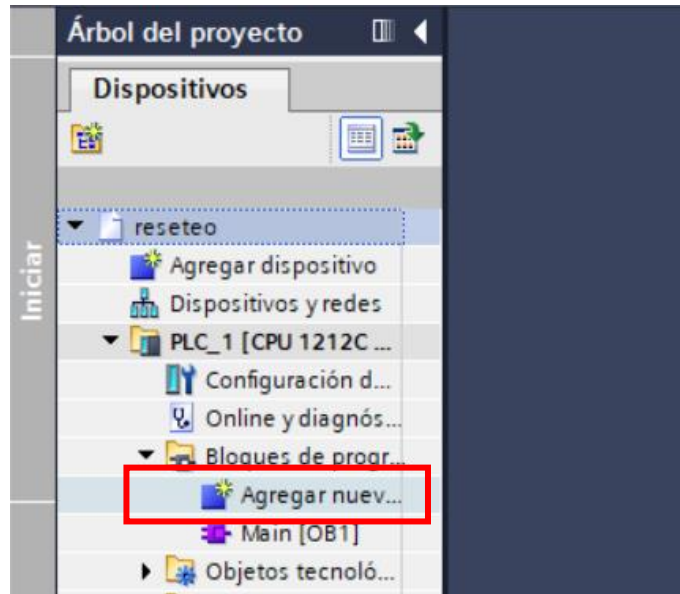 Árbol del proyecto
Dispositivos
Iniciar
reseteo
Agregar dispositivo
Dispositivos y redes
PLC_1 [CPU 1212C ...
Configuración d...
Online y diagnós...
Bloques de progr...
Agregar nuev...
Main [OB1]
Objetos tecnoló...